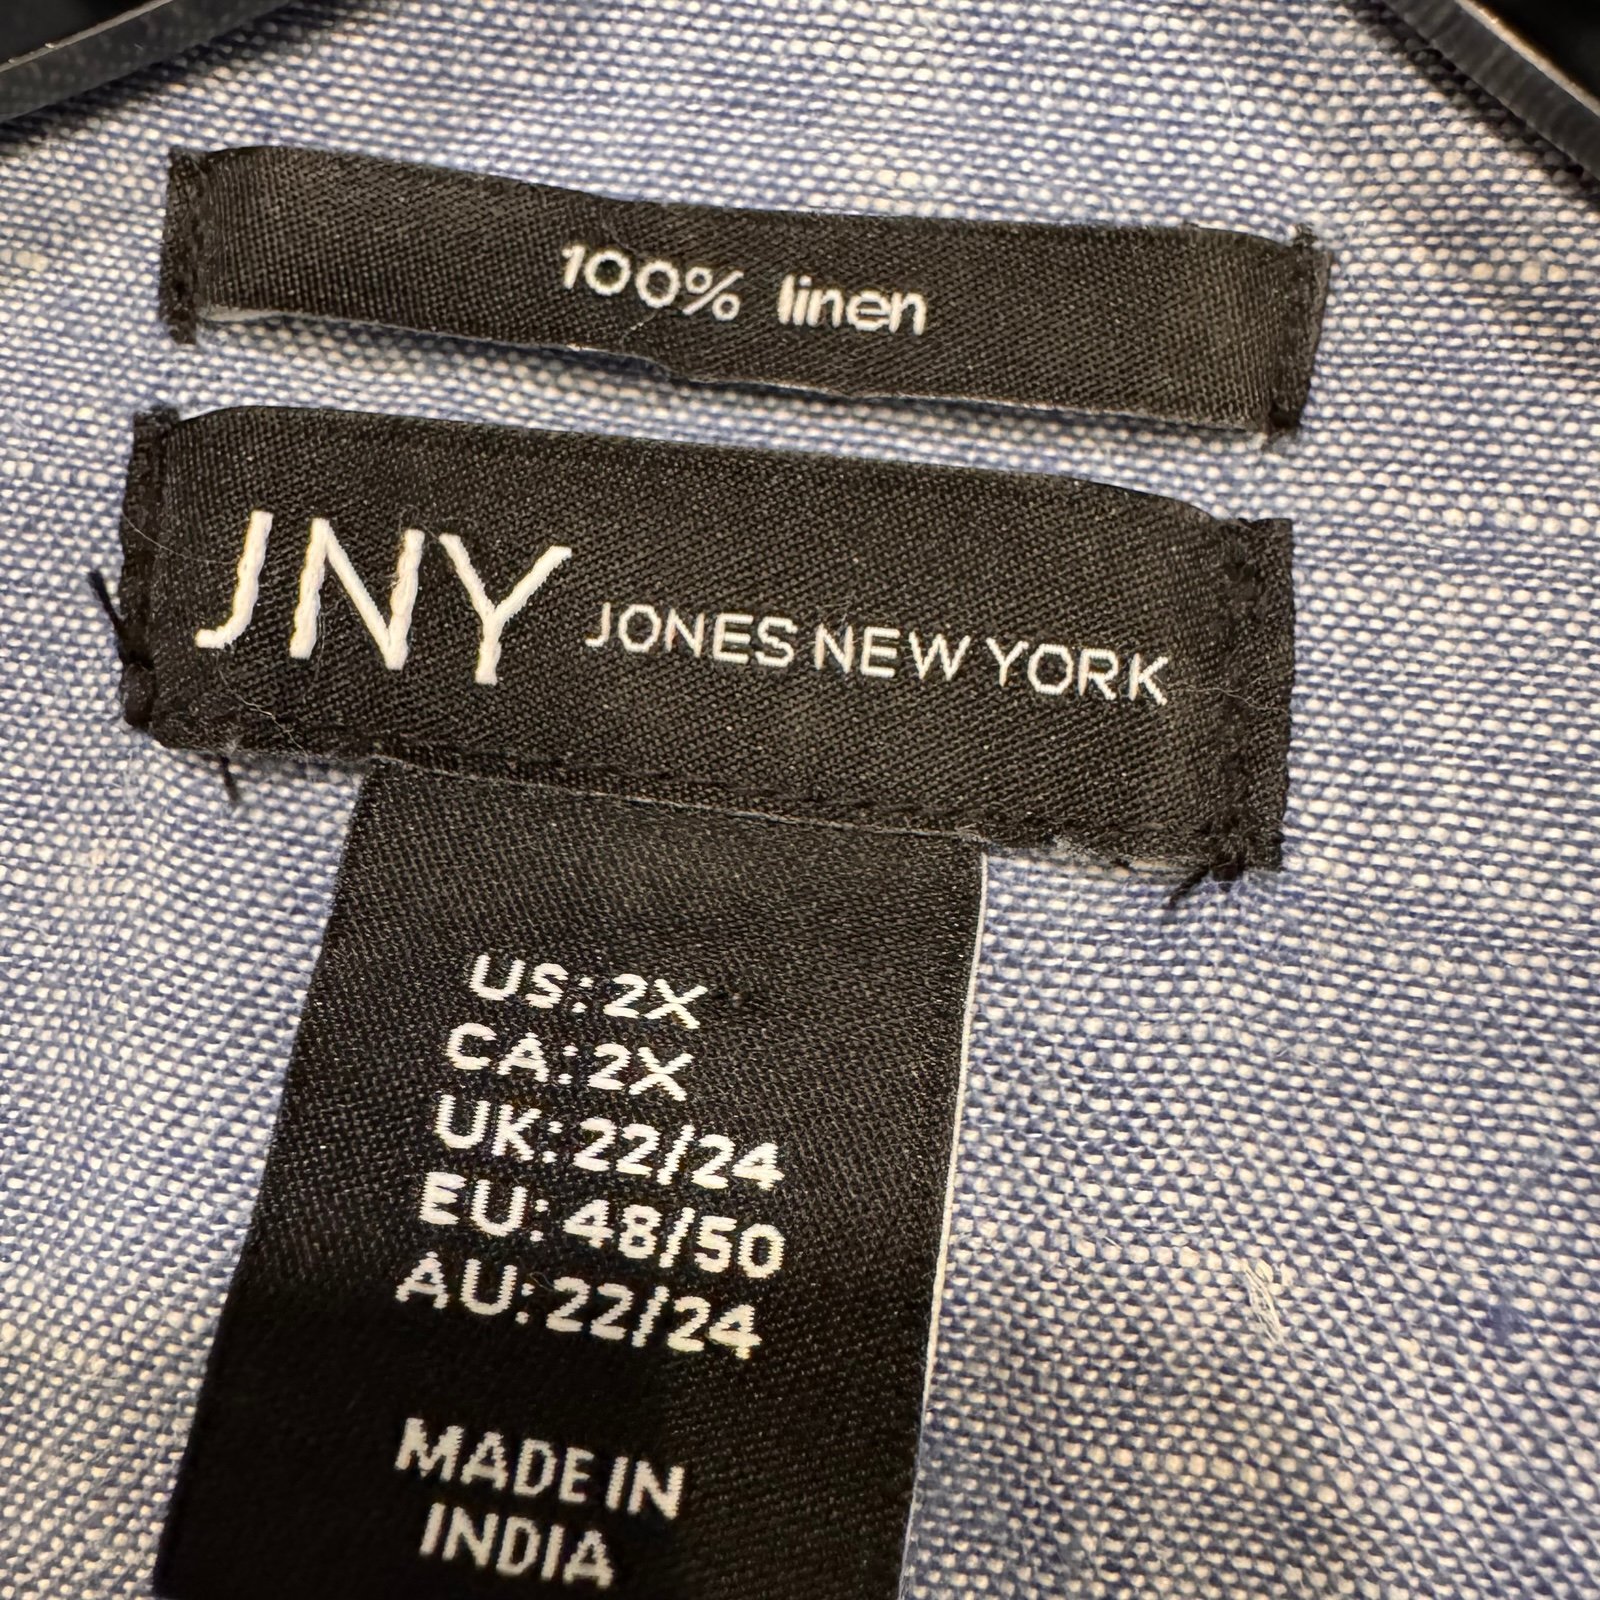 100% linen
JNY JONES NEW YORK
US: 2X
CA: 2X
UK: 22/24
EU: 48/50
AU: 22/24
MADE IN
INDIA